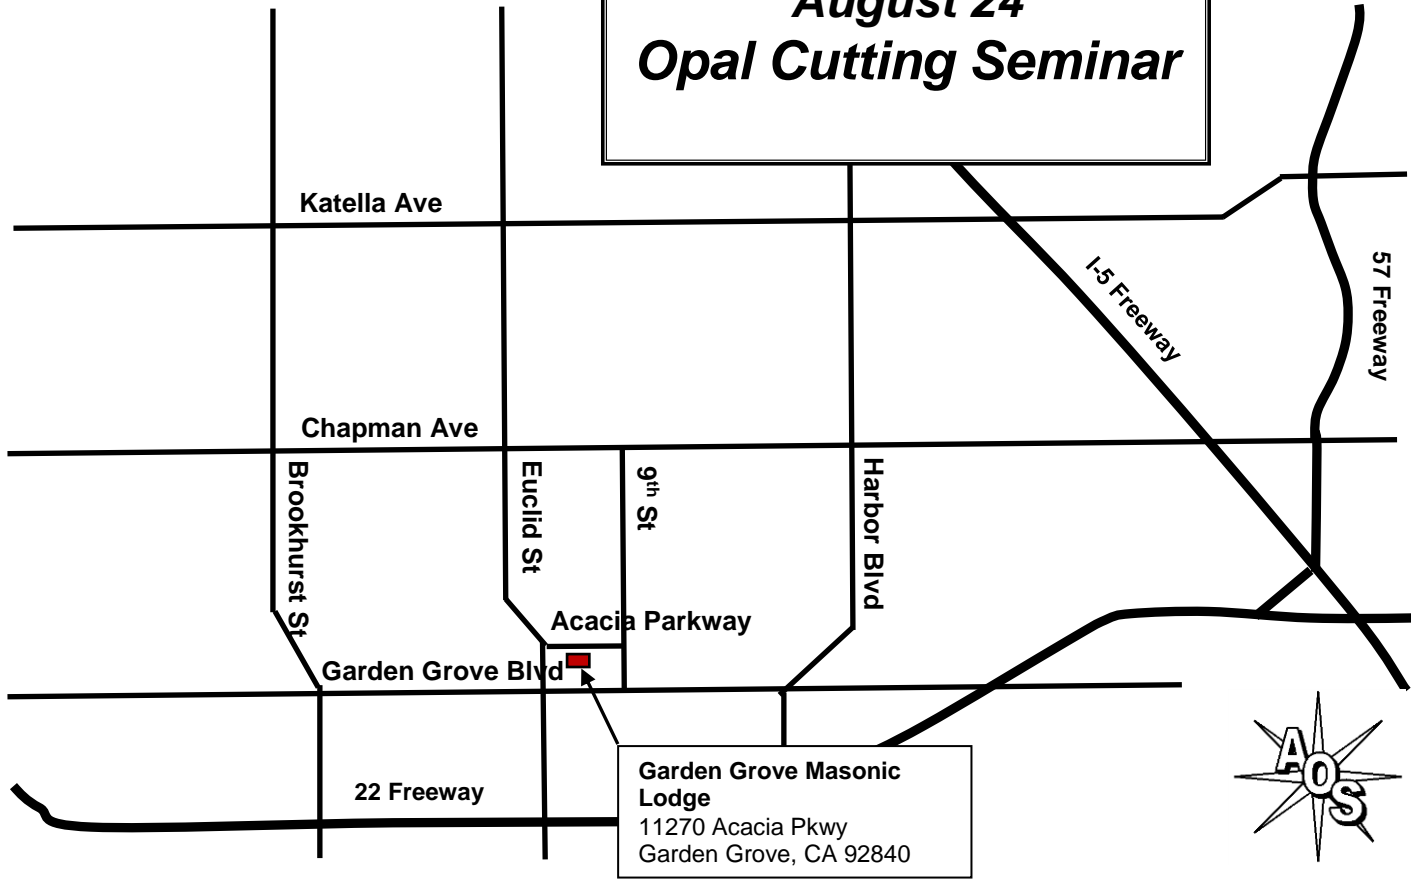 August 24
Opal Cutting Seminar
Katella Ave
I-5 Freeway
57 Freeway
Chapman Ave
Brookhurst St
Euclid St
9th St
Harbor Blvd
Acacia Parkway
Garden Grove Blvd
22 Freeway
Garden Grove Masonic
Lodge
11270 Acacia Pkwy
Garden Grove, CA 92840
AOS